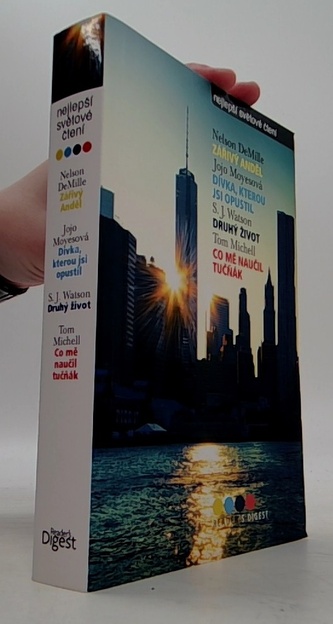 nejlepší
světové
čtení
Nelson
DeMille
Zářivý
Anděl
Jojo
Moyesová
Dívka,
kterou jsi
opustil
S. J. Watson
Druhý život
Tom
Michell
Co mě
naučil
tučňák
Reader's
Digest
nejlepší světové čtení
Nelson DeMille
ZÁŘIVÝ ANDĚL
Jojo Moyesová
DÍVKA, KTEROU
JSI OPUSTIL
S. J. Watson
DRUHÝ ŽIVOT
Tom Michell
CO MĚ NAUČIL
TUČŇÁK
READER'S DIGEST